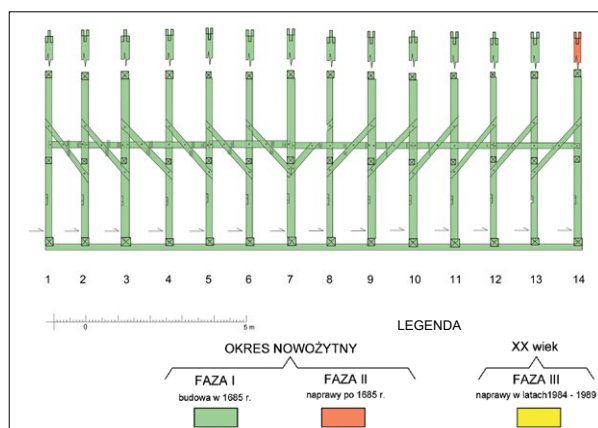 1 2 3 4 5 6 7 8 9 10 11 12 13 14
0 5 m
LEGENDA
OKRES NOWOŻYTNY XX wiek
FAZA I FAZA II FAZA III
budowa w 1685 r. naprawy po 1685 r. naprawy w latach1984 - 1989